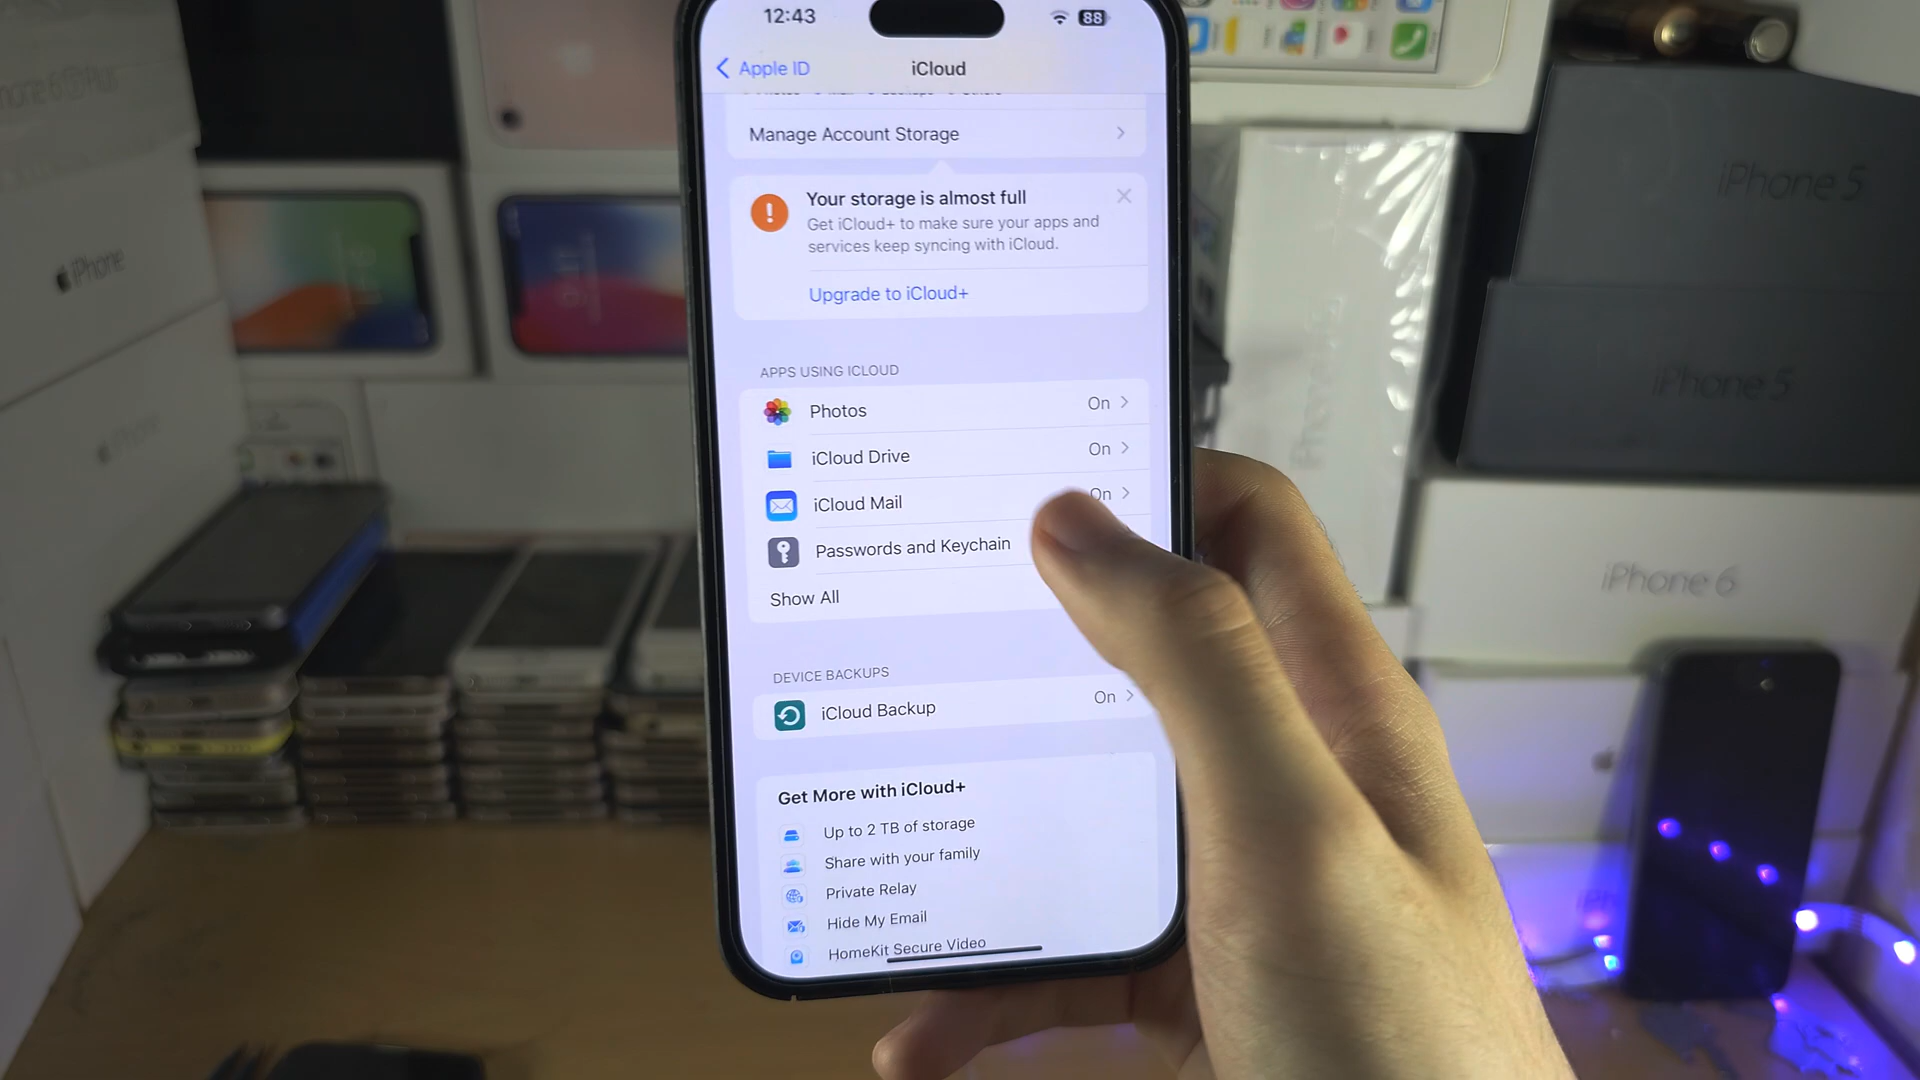 12:43
88
Apple ID
iCloud
Manage Account Storage
Your storage is almost full
Get iCloud+ to make sure your apps and
services keep syncing with iCloud.
Upgrade to iCloud+
APPS USING ICLOUD
Photos On
iCloud Drive On
iCloud Mail On
Passwords and Keychain
Show All
DEVICE BACKUPS
iCloud Backup On
Get More with iCloud+
Up to 2 TB of storage
Share with your family
Private Relay
Hide My Email
HomeKit Secure Video
iPhone
iPhone
iPhone 5
iPhone 5
iPhone 6